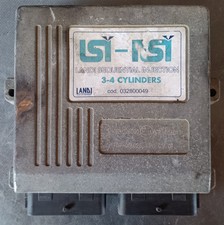 LSI-RSI
LANDI SEQUENTIAL INJECTION
3-4 CYLINDERS
LANDI
cod. 032800049